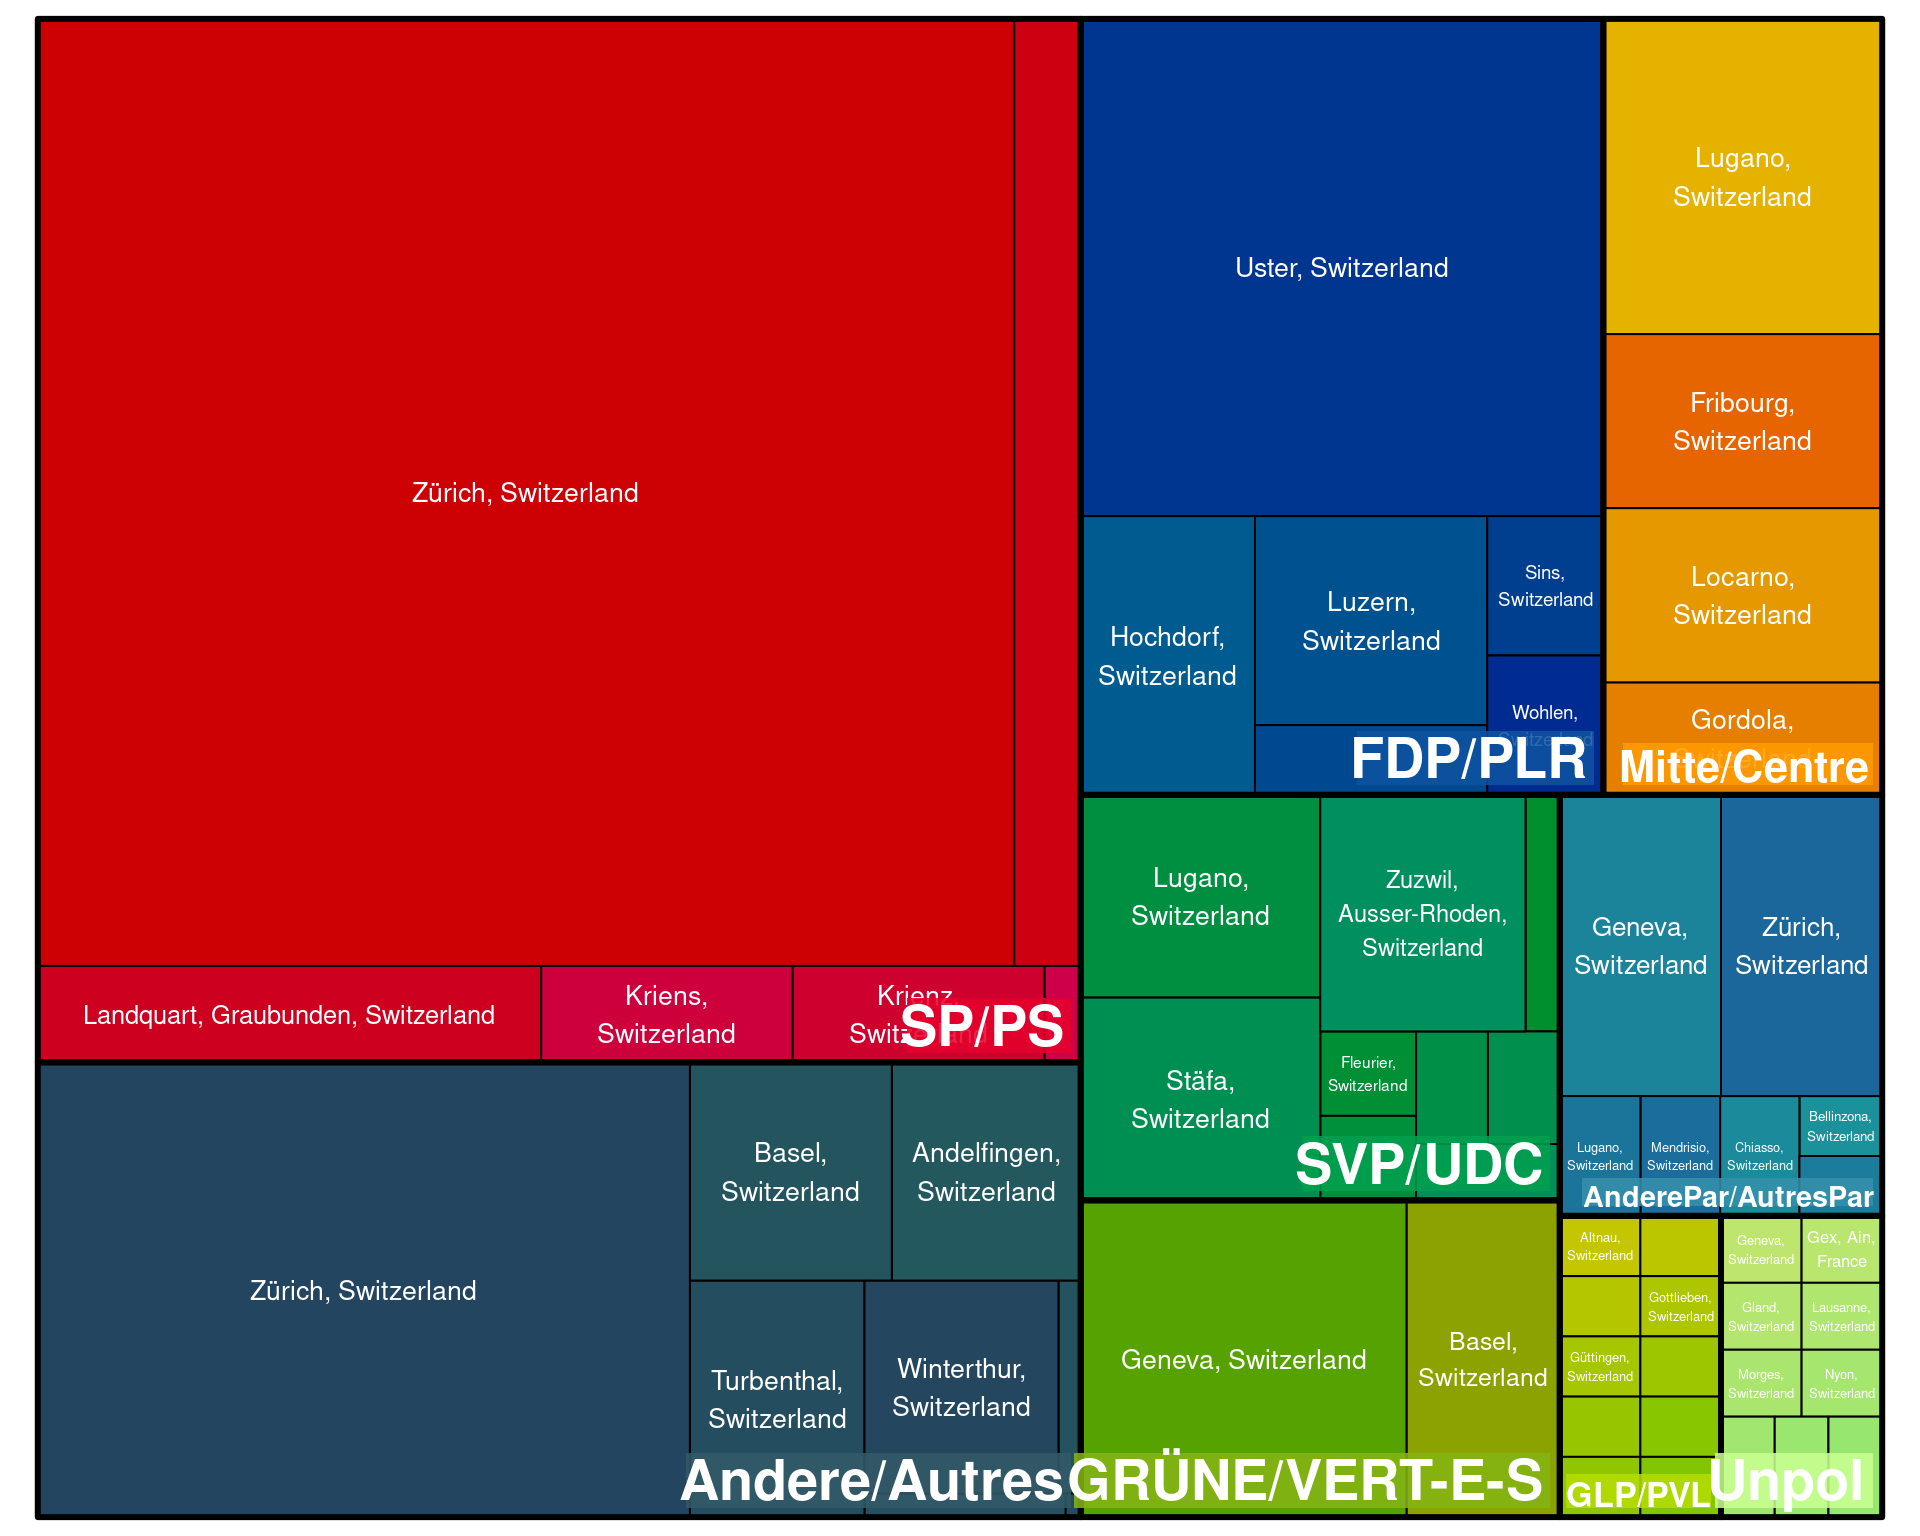 Zürich, Switzerland
Landquart, Graubunden, Switzerland
Kriens,
Switzerland
Krienz,
Switzerland
SP/PS
Zürich, Switzerland
Basel,
Switzerland
Andelfingen,
Switzerland
Turbenthal,
Switzerland
Winterthur,
Switzerland
Andere/Autres
Uster, Switzerland
Hochdorf,
Switzerland
Luzern,
Switzerland
Sins,
Switzerland
Wohlen,
Switzerland
FDP/PLR
Lugano,
Switzerland
Fribourg,
Switzerland
Locarno,
Switzerland
Gordola,
Switzerland
Mitte/Centre
Lugano,
Switzerland
Zuzwil,
Ausser-Rhoden,
Switzerland
Stäfa,
Switzerland
Fleurier,
Switzerland
SVP/UDC
Geneva, Switzerland
Basel,
Switzerland
GRÜNE/VERT-E-S
Geneva,
Switzerland
Zürich,
Switzerland
Lugano,
Switzerland
Mendrisio,
Switzerland
Chiasso,
Switzerland
Bellinzona,
Switzerland
AnderePar/AutresPar
Altnau,
Switzerland
Gottlieben,
Switzerland
Güttingen,
Switzerland
GLP/PVL
Geneva,
Switzerland
Gex, Ain,
France
Gland,
Switzerland
Lausanne,
Switzerland
Morges,
Switzerland
Nyon,
Switzerland
Unpol